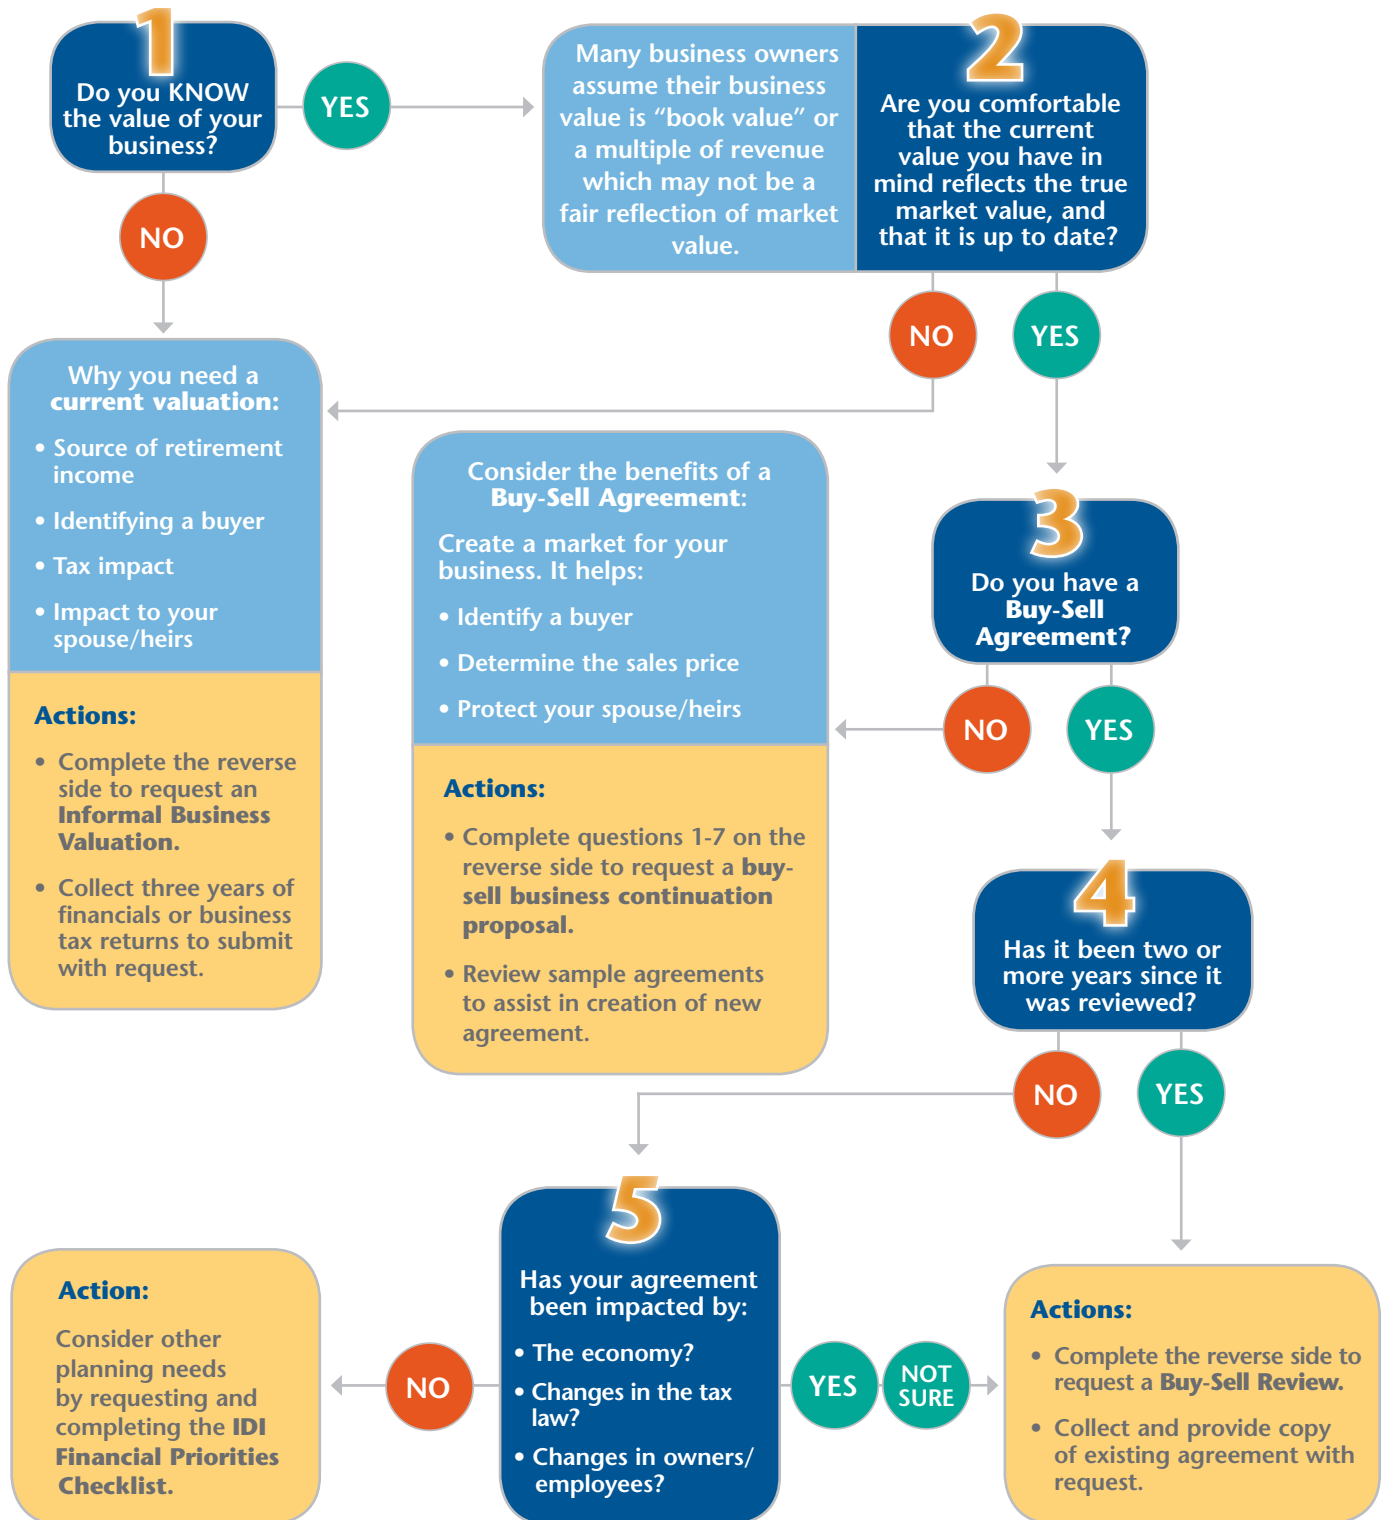 1
Do you KNOW
the value of your
business?
YES
NO
Many business owners
assume their business
value is “book value” or
a multiple of revenue
which may not be a
fair reflection of market
value.
2
Are you comfortable
that the current
value you have in
mind reflects the true
market value, and
that it is up to date?
NO
YES
Why you need a
current valuation:
• Source of retirement
income
• Identifying a buyer
• Tax impact
• Impact to your
spouse/heirs
Actions:
• Complete the reverse
side to request an
Informal Business
Valuation.
• Collect three years of
financials or business
tax returns to submit
with request.
Consider the benefits of a
Buy-Sell Agreement:
Create a market for your
business. It helps:
• Identify a buyer
• Determine the sales price
• Protect your spouse/heirs
Actions:
• Complete questions 1-7 on the
reverse side to request a buy-
sell business continuation
proposal.
• Review sample agreements
to assist in creation of new
agreement.
3
Do you have a
Buy-Sell
Agreement?
NO
YES
4
Has it been two or
more years since it
was reviewed?
NO
YES
5
Has your agreement
been impacted by:
• The economy?
• Changes in the tax
law?
• Changes in owners/
employees?
NO
YES
NOT
SURE
Action:
Consider other
planning needs
by requesting and
completing the IDI
Financial Priorities
Checklist.
Actions:
• Complete the reverse side to
request a Buy-Sell Review.
• Collect and provide copy
of existing agreement with
request.